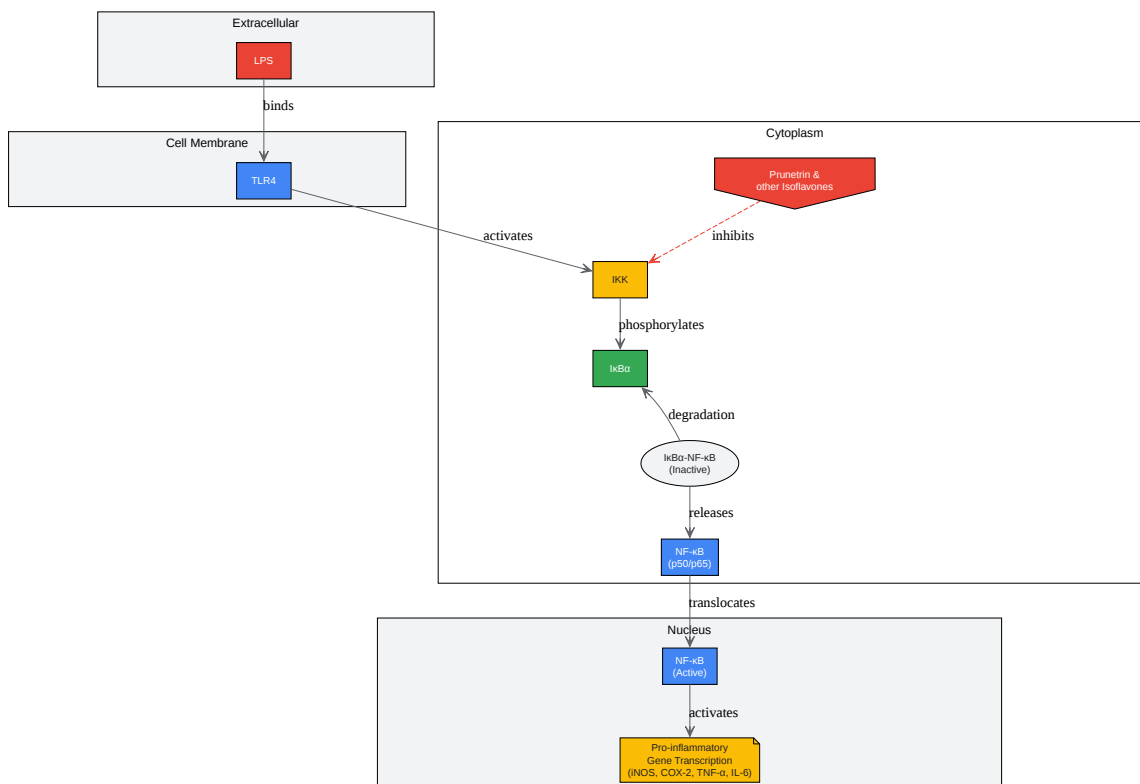 Extracellular
LPS
binds
Cell Membrane
TLR4
activates
Cytoplasm
Prunetrin &
other Isoflavones
inhibits
IKK
phosphorylates
IκBα
degradation
IκBα-NF-κB
(Inactive)
releases
NF-κB
(p50/p65)
translocates
Nucleus
NF-κB
(Active)
activates
Pro-inflammatory
Gene Transcription
(iNOS, COX-2, TNF-α, IL-6)